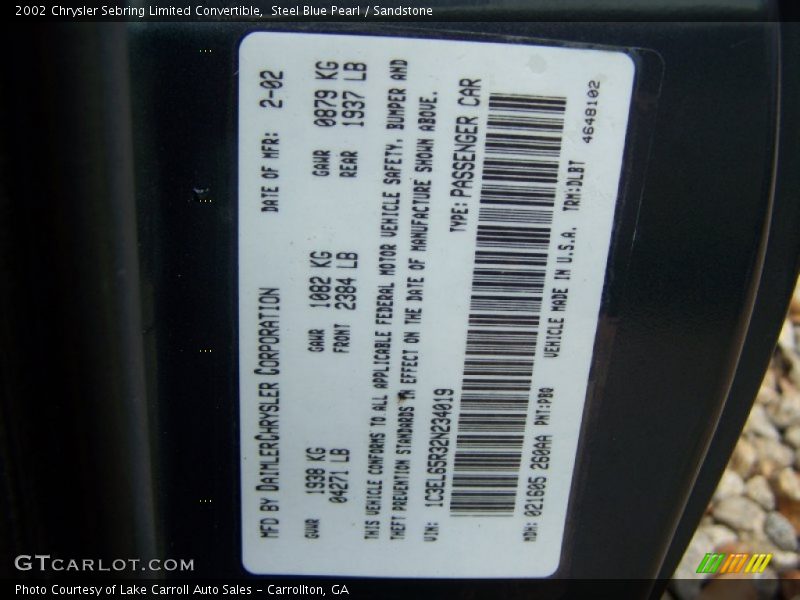 2002 Chrysler Sebring Limited Convertible,  Steel Blue Pearl / Sandstone
MFD BY DAIMLERCHRYSLER CORPORATION DATE OF MFR: 2-02
GVWR 1938 KG GAWR 1082 KG GAWR 0879 KG
04271 LB FRONT 2384 LB REAR 1937 LB
THIS VEHICLE CONFORMS TO ALL APPLICABLE FEDERAL MOTOR VEHICLE SAFETY, BUMPER AND
THEFT PREVENTION STANDARDS IN EFFECT ON THE DATE OF MANUFACTURE SHOWN ABOVE.
VIN: 1C3EL65R32N234019 TYPE: PASSENGER CAR
MDH: 021605 260AA PNT:PBQ VEHICLE MADE IN U.S.A. TRM:DLBT
4648102
GTCARLOT.COM
Photo Courtesy of Lake Carroll Auto Sales - Carrollton, GA